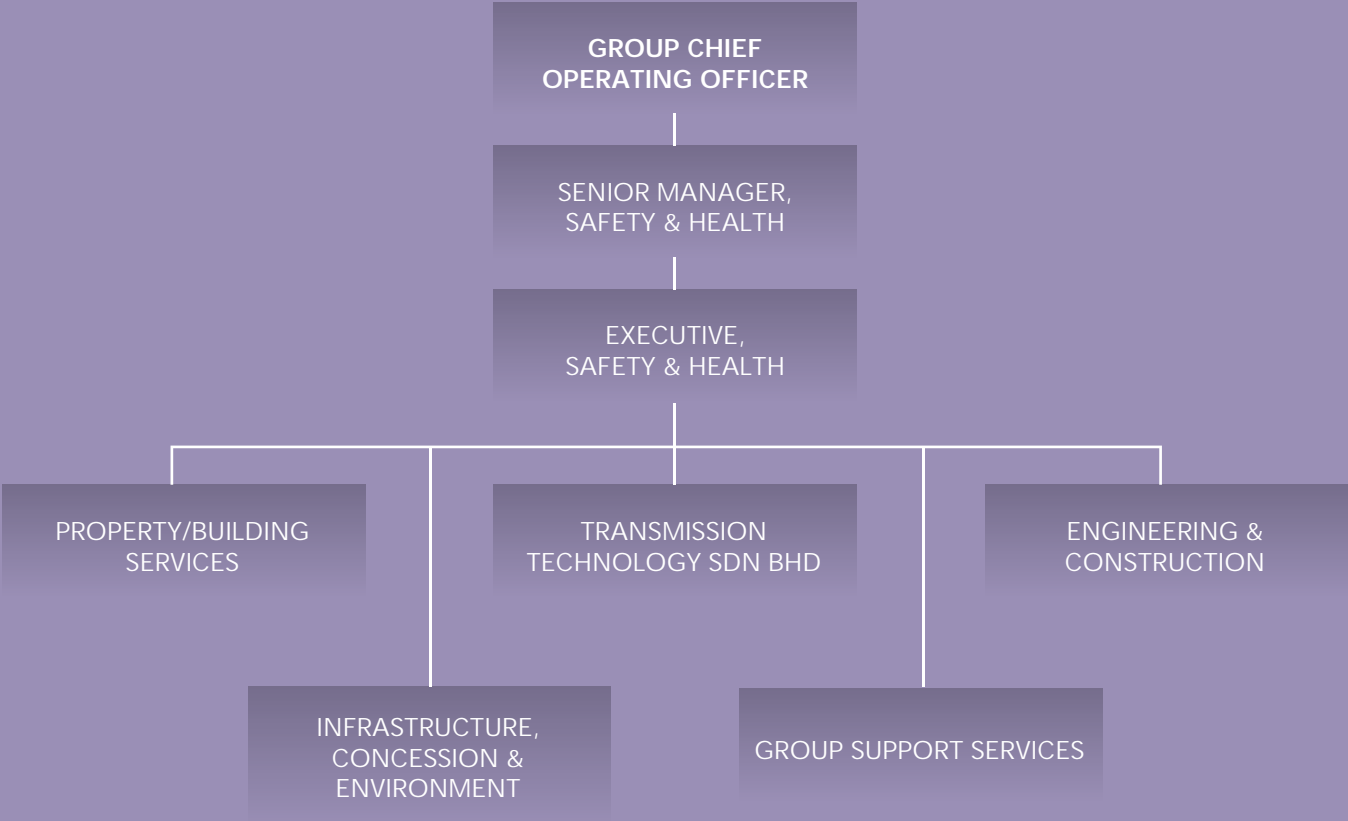 GROUP CHIEF
OPERATING OFFICER
SENIOR MANAGER,
SAFETY & HEALTH
EXECUTIVE,
SAFETY & HEALTH
PROPERTY/BUILDING
SERVICES
TRANSMISSION
TECHNOLOGY SDN BHD
ENGINEERING &
CONSTRUCTION
INFRASTRUCTURE,
CONCESSION &
ENVIRONMENT
GROUP SUPPORT SERVICES